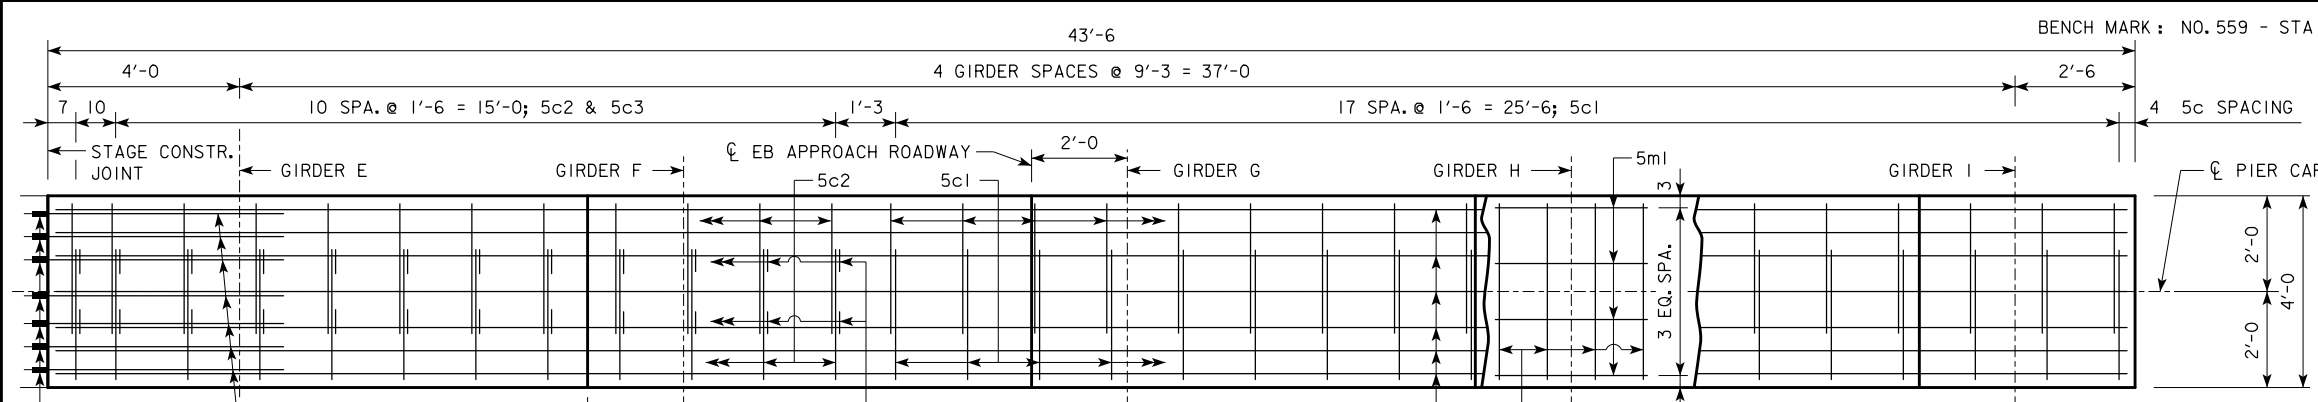 BENCH MARK: NO. 559 - STA
43'-6
4'-0
4 GIRDER SPACES @ 9'-3 = 37'-0
2'-6
7
10
10 SPA. @ 1'-6 = 15'-0; 5c2 & 5c3
1'-3
17 SPA. @ 1'-6 = 25'-6; 5c1
4
5c SPACING
STAGE CONSTR.
JOINT
GIRDER E
GIRDER F
℄ EB APPROACH ROADWAY
2'-0
GIRDER G
GIRDER H
5m1
GIRDER I
℄ PIER CAP
5c2
5c1
3
3 EQ. SPA.
2'-0
2'-0
4'-0